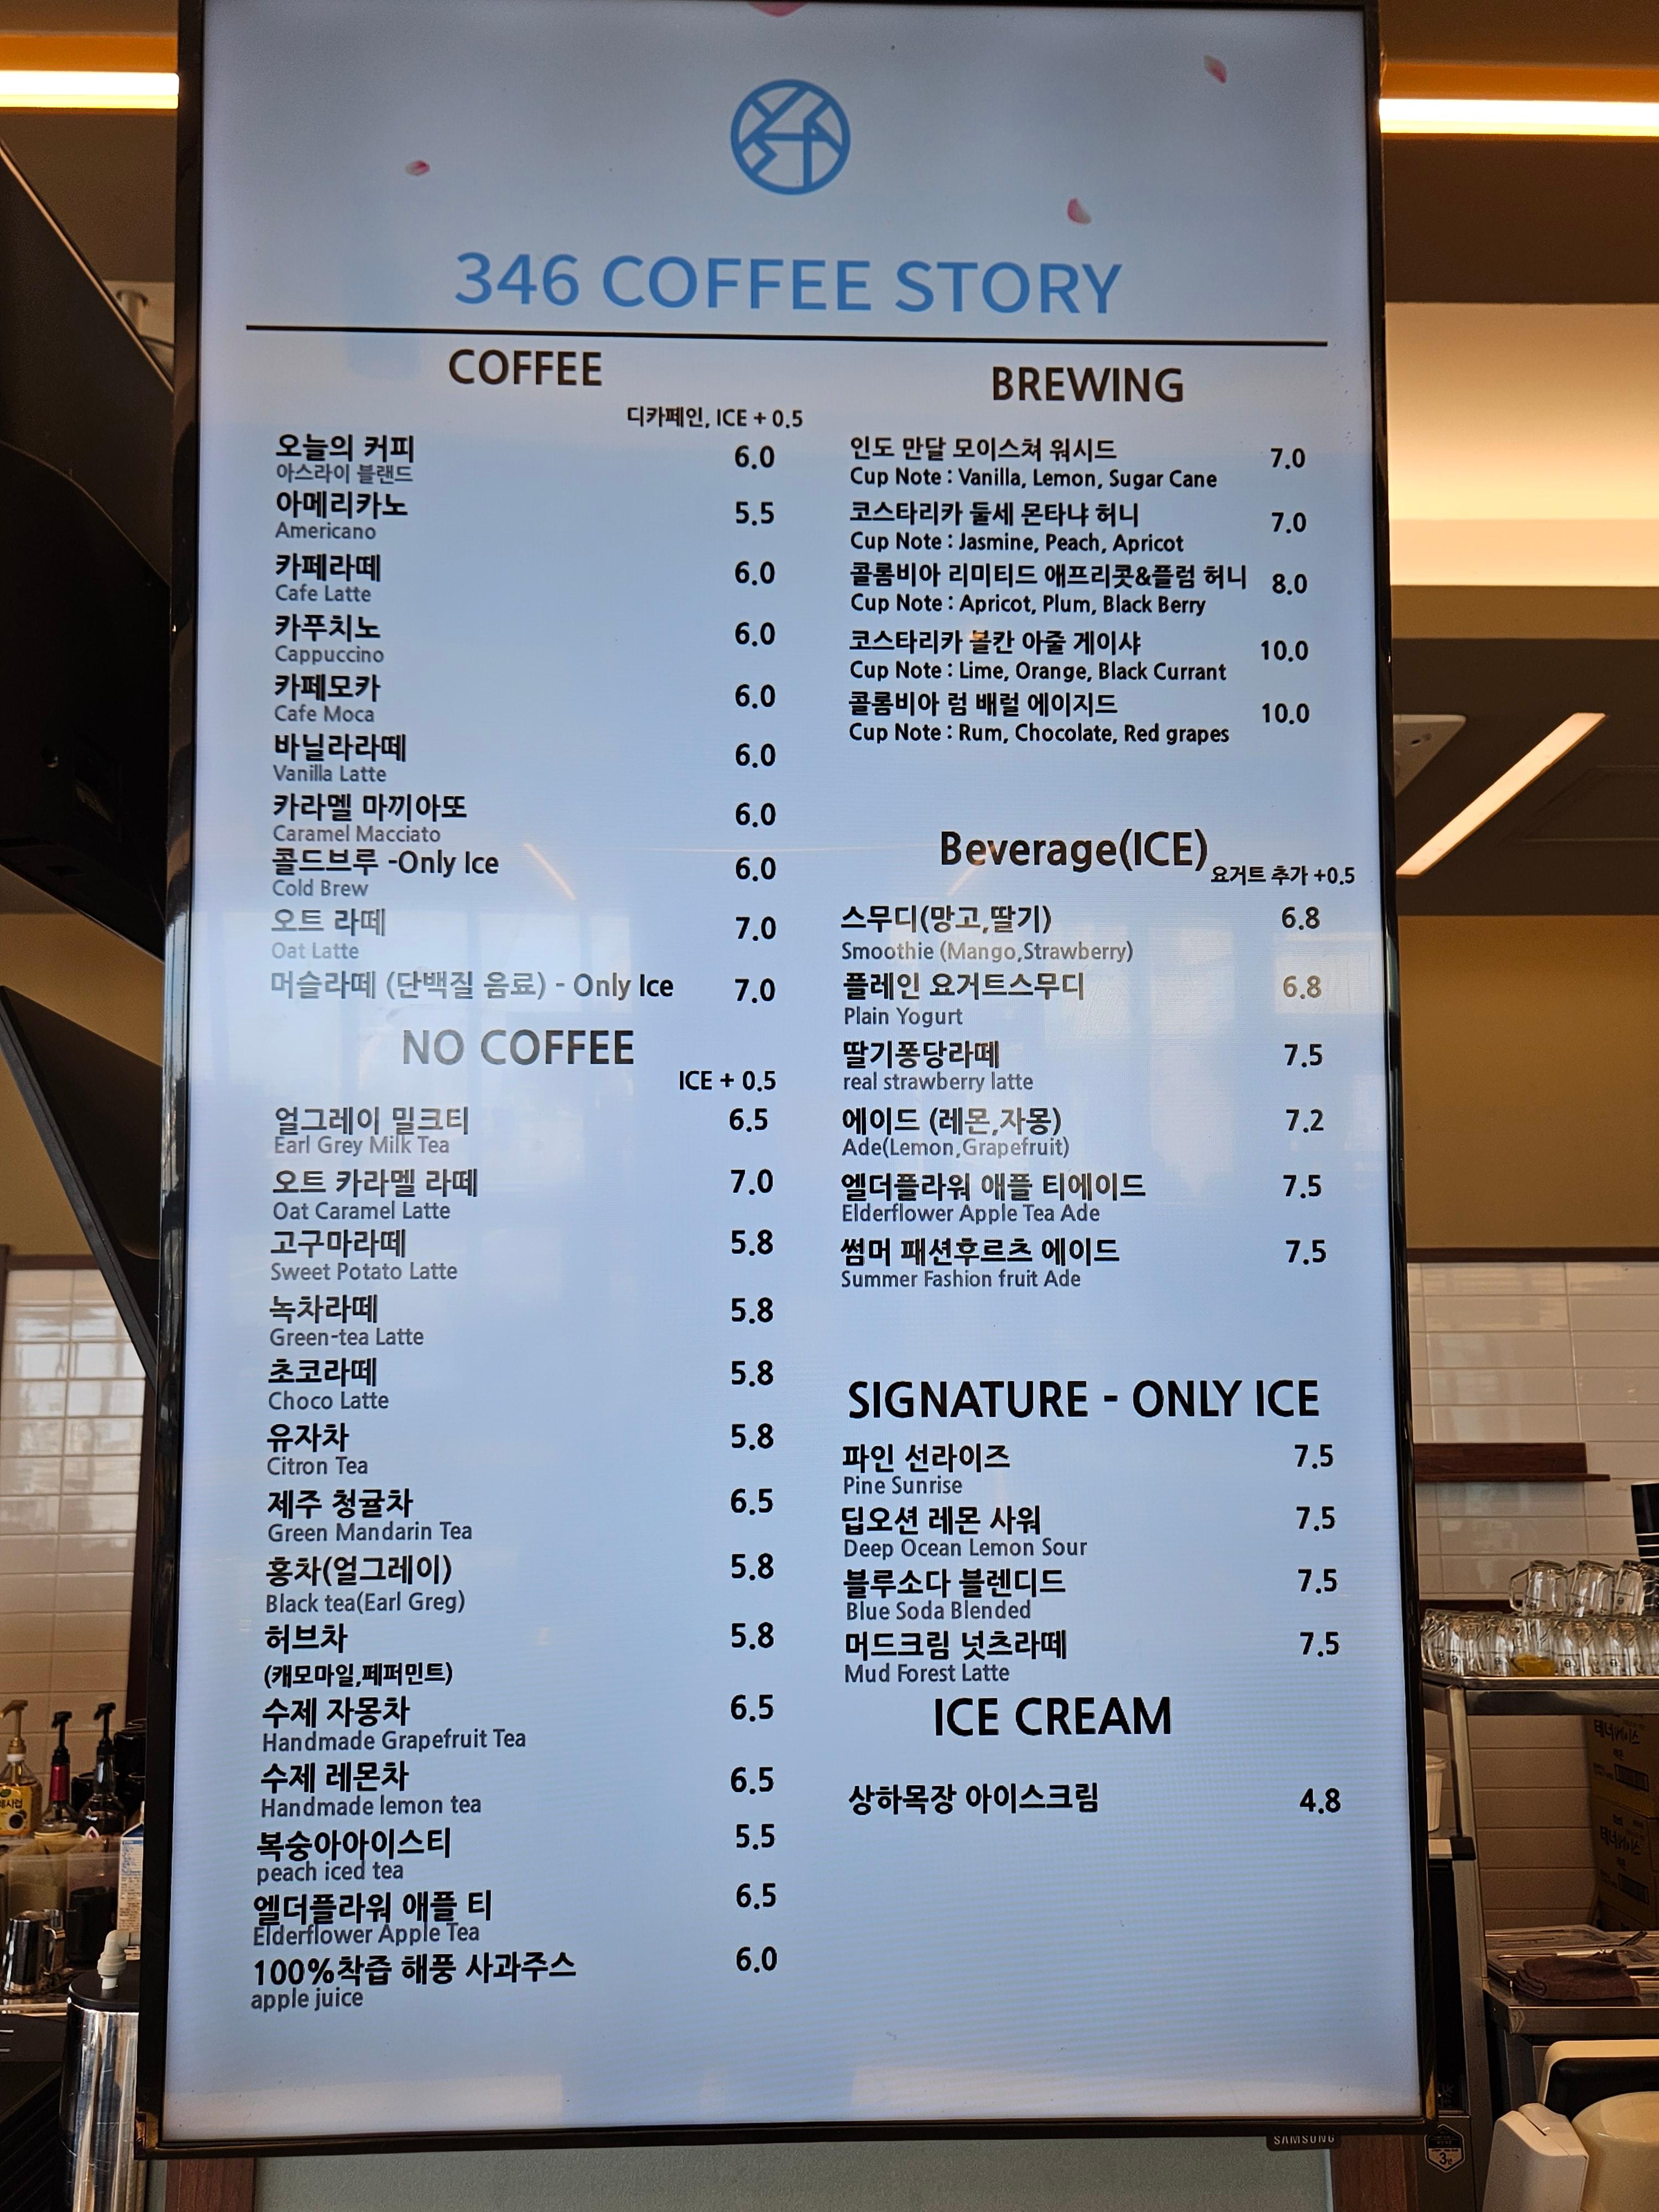 346 COFFEE STORY
COFFEE
디카페인, ICE + 0.5
오늘의 커피 6.0
아스라이 블랜드
아메리카노 5.5
Americano
카페라떼 6.0
Cafe Latte
카푸치노 6.0
Cappuccino
카페모카 6.0
Cafe Moca
바닐라라떼 6.0
Vanilla Latte
카라멜 마끼아또 6.0
Caramel Macciato
콜드브루 -Only Ice 6.0
Cold Brew
오트 라떼 7.0
Oat Latte
머슬라떼 (단백질 음료) - Only Ice 7.0
NO COFFEE
ICE + 0.5
얼그레이 밀크티 6.5
Earl Grey Milk Tea
오트 카라멜 라떼 7.0
Oat Caramel Latte
고구마라떼 5.8
Sweet Potato Latte
녹차라떼 5.8
Green-tea Latte
초코라떼 5.8
Choco Latte
유자차 5.8
Citron Tea
제주 청귤차 6.5
Green Mandarin Tea
홍차(얼그레이) 5.8
Black tea(Earl Greg)
허브차 5.8
(캐모마일,페퍼민트)
수제 자몽차 6.5
Handmade Grapefruit Tea
수제 레몬차 6.5
Handmade lemon tea
복숭아아이스티 5.5
peach iced tea
엘더플라워 애플 티 6.5
Elderflower Apple Tea
100%착즙 해풍 사과주스 6.0
apple juice
BREWING
인도 만달 모이스쳐 워시드 7.0
Cup Note : Vanilla, Lemon, Sugar Cane
코스타리카 둘세 몬타냐 허니 7.0
Cup Note : Jasmine, Peach, Apricot
콜롬비아 리미티드 애프리콧&플럼 허니 8.0
Cup Note : Apricot, Plum, Black Berry
코스타리카 볼칸 아줄 게이샤 10.0
Cup Note : Lime, Orange, Black Currant
콜롬비아 럼 배럴 에이지드 10.0
Cup Note : Rum, Chocolate, Red grapes
Beverage(ICE)
요거트 추가 +0.5
스무디(망고,딸기) 6.8
Smoothie (Mango,Strawberry)
플레인 요거트스무디 6.8
Plain Yogurt
딸기퐁당라떼 7.5
real strawberry latte
에이드 (레몬,자몽) 7.2
Ade(Lemon,Grapefruit)
엘더플라워 애플 티에이드 7.5
Elderflower Apple Tea Ade
썸머 패션후르츠 에이드 7.5
Summer Fashion fruit Ade
SIGNATURE - ONLY ICE
파인 선라이즈 7.5
Pine Sunrise
딥오션 레몬 사워 7.5
Deep Ocean Lemon Sour
블루소다 블렌디드 7.5
Blue Soda Blended
머드크림 넛츠라떼 7.5
Mud Forest Latte
ICE CREAM
상하목장 아이스크림 4.8
SAMSUNG